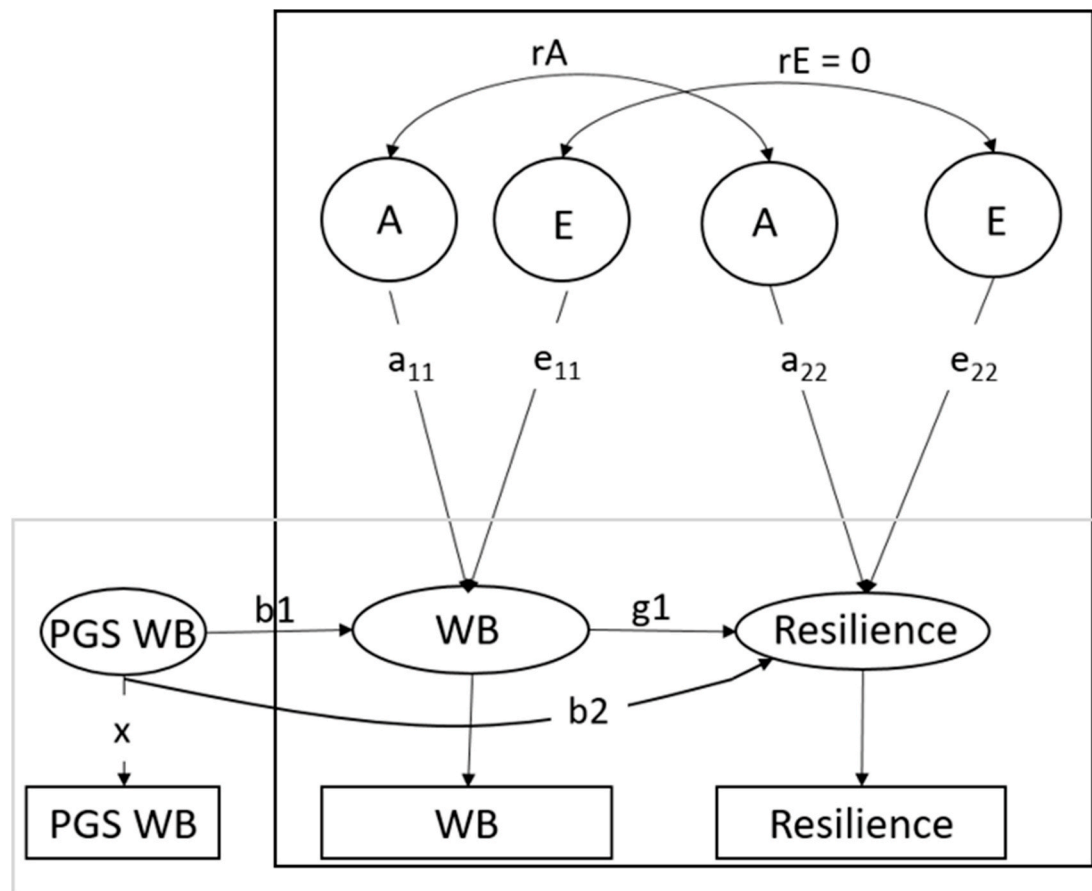 rA
rE = 0
A
E
A
E
a₁₁
e₁₁
a₂₂
e₂₂
PGS WB
b1
WB
g1
Resilience
b2
x
PGS WB
WB
Resilience